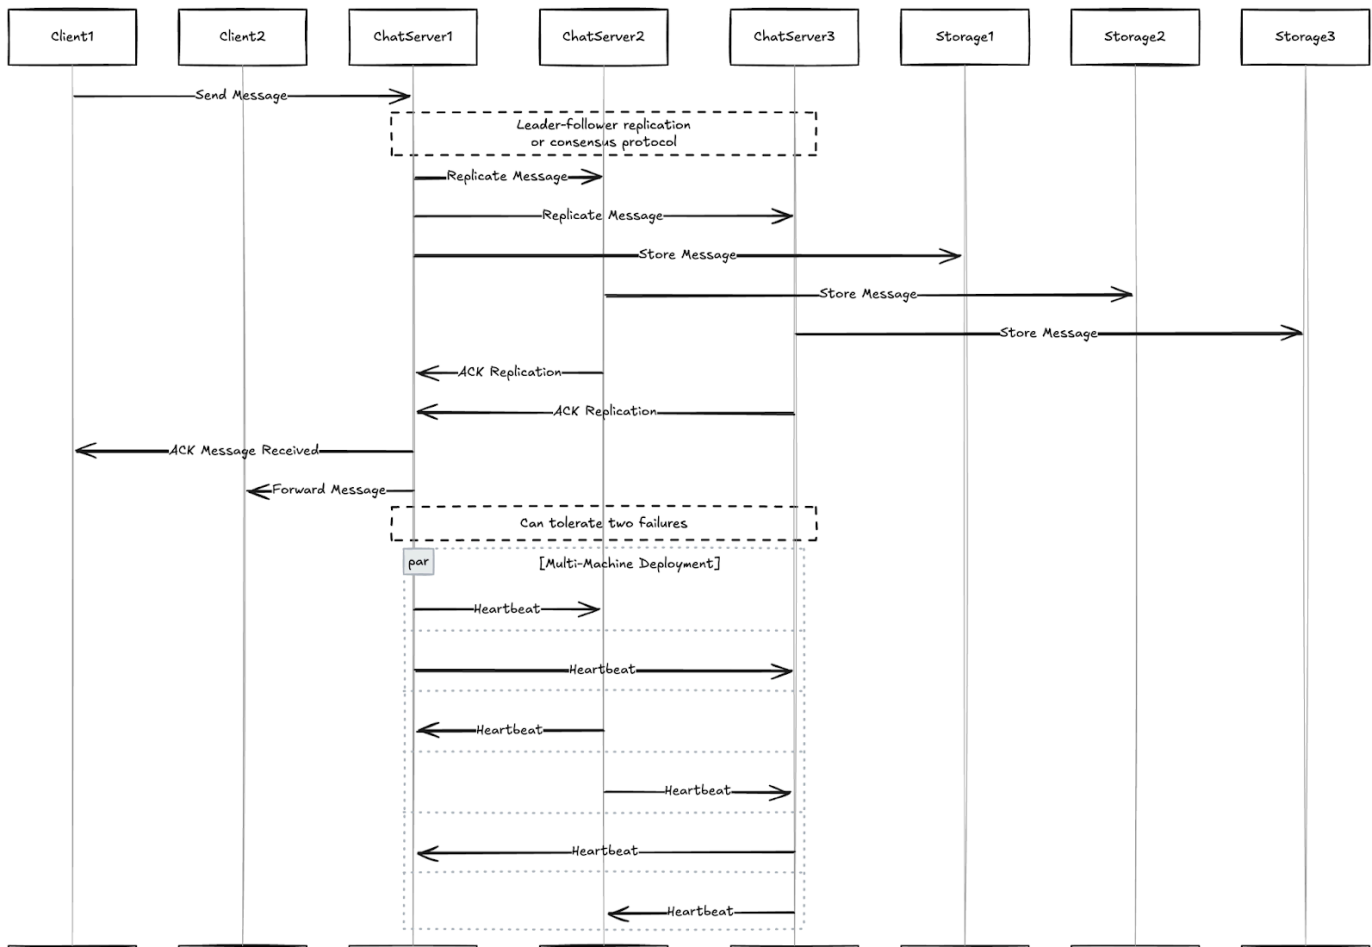 Client1
Client2
ChatServer1
ChatServer2
ChatServer3
Storage1
Storage2
Storage3
Send Message
Leader-follower replication
or consensus protocol
Replicate Message
Replicate Message
Store Message
Store Message
Store Message
ACK Replication
ACK Replication
ACK Message Received
Forward Message
Can tolerate two failures
par
[Multi-Machine Deployment]
Heartbeat
Heartbeat
Heartbeat
Heartbeat
Heartbeat
Heartbeat